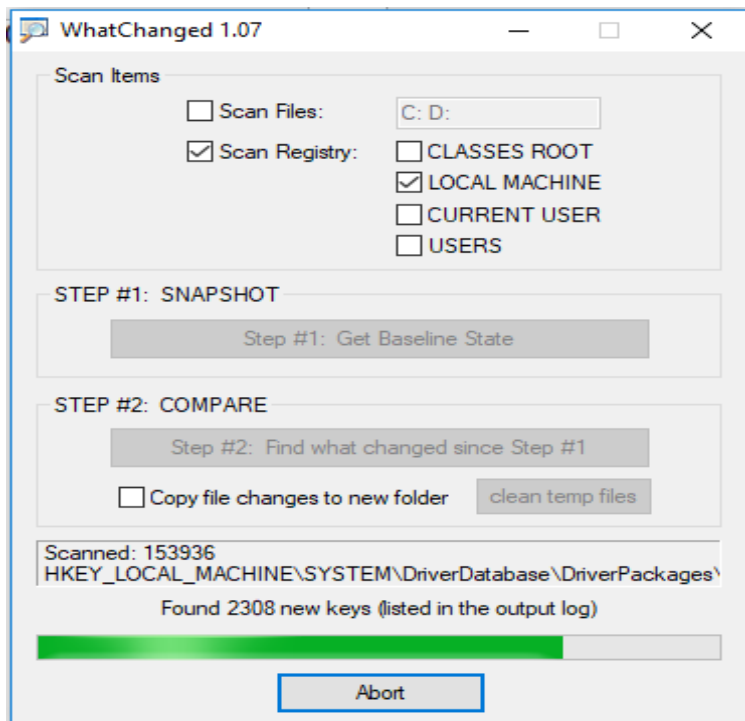 WhatChanged 1.07
Scan Items
Scan Files: C: D:
Scan Registry: CLASSES ROOT
LOCAL MACHINE
CURRENT USER
USERS
STEP #1: SNAPSHOT
Step #1: Get Baseline State
STEP #2: COMPARE
Step #2: Find what changed since Step #1
Copy file changes to new folder clean temp files
Scanned: 153936
HKEY_LOCAL_MACHINE\SYSTEM\DriverDatabase\DriverPackages\
Found 2308 new keys (listed in the output log)
Abort